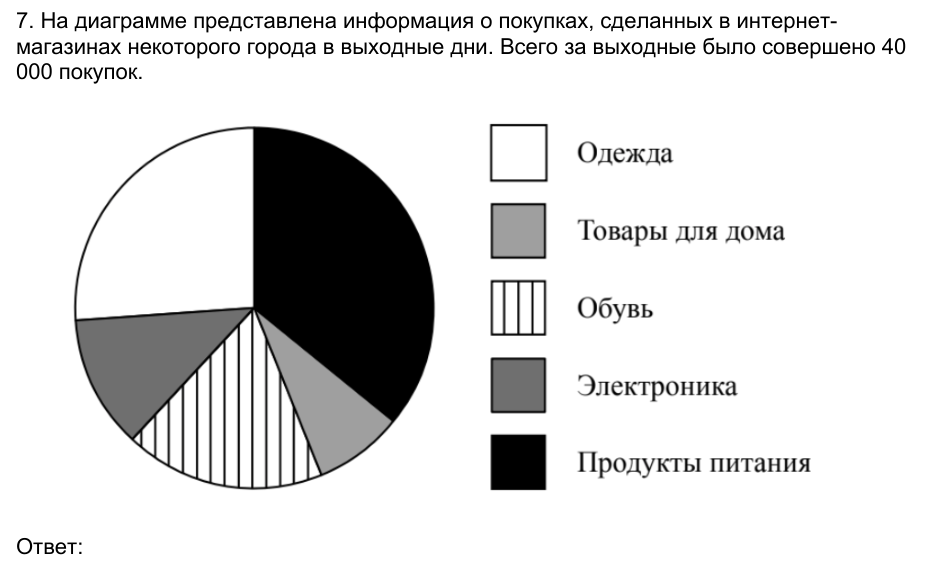 7. На диаграмме представлена информация о покупках, сделанных в интернет-
магазинах некоторого города в выходные дни. Всего за выходные было совершено 40
000 покупок.
Одежда
Товары для дома
Обувь
Электроника
Продукты питания
Ответ: